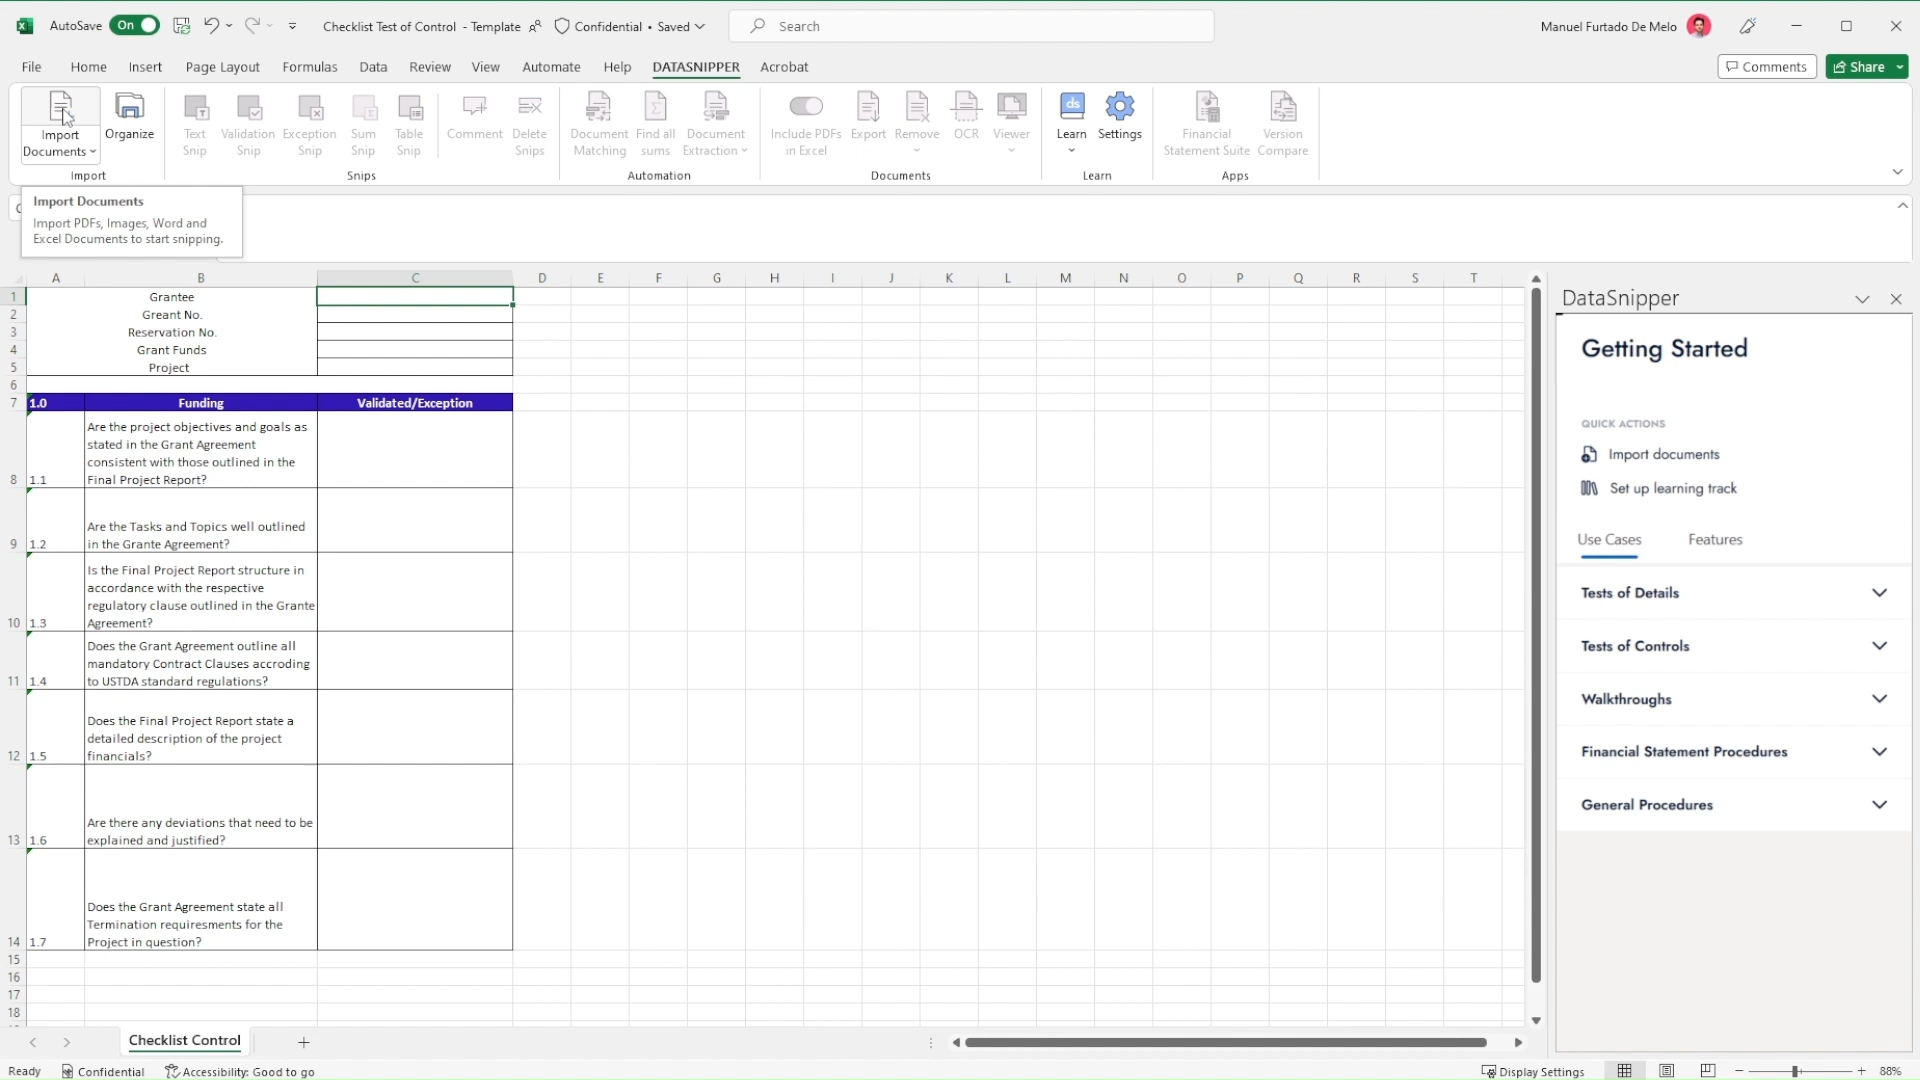 AutoSave On
Checklist Test of Control - Template
Confidential • Saved
Search
Manuel Furtado De Melo
File Home Insert Page Layout Formulas Data Review View Automate Help DATASNIPPER Acrobat
Comments
Share
Import Documents
Organize
Text Snip
Validation Snip
Exception Snip
Sum Snip
Table Snip
Comment
Delete Snips
Document Matching
Find all sums
Document Extraction
Include PDFs in Excel
Export
Remove
OCR
Viewer
Learn
Settings
Financial Statement Suite
Version Compare
Import
Snips
Automation
Documents
Learn
Apps
Import Documents
Import PDFs, Images, Word and
Excel Documents to start snipping.
A B C D E F G H I J K L M N O P Q R S T
1 Grantee
2 Greant No.
3 Reservation No.
4 Grant Funds
5 Project
6
7 1.0 Funding Validated/Exception
Are the project objectives and goals as
stated in the Grant Agreement
consistent with those outlined in the
8 1.1 Final Project Report?
Are the Tasks and Topics well outlined
9 1.2 in the Grante Agreement?
Is the Final Project Report structure in
accordance with the respective
regulatory clause outlined in the Grante
10 1.3 Agreement?
Does the Grant Agreement outline all
mandatory Contract Clauses accroding
11 1.4 to USTDA standard regulations?
Does the Final Project Report state a
detailed description of the project
12 1.5 financials?
Are there any deviations that need to be
13 1.6 explained and justified?
Does the Grant Agreement state all
Termination requiresments for the
14 1.7 Project in question?
15
16
17
18
DataSnipper
Getting Started
QUICK ACTIONS
Import documents
Set up learning track
Use Cases Features
Tests of Details
Tests of Controls
Walkthroughs
Financial Statement Procedures
General Procedures
Checklist Control
Ready
Confidential
Accessibility: Good to go
Display Settings
88%